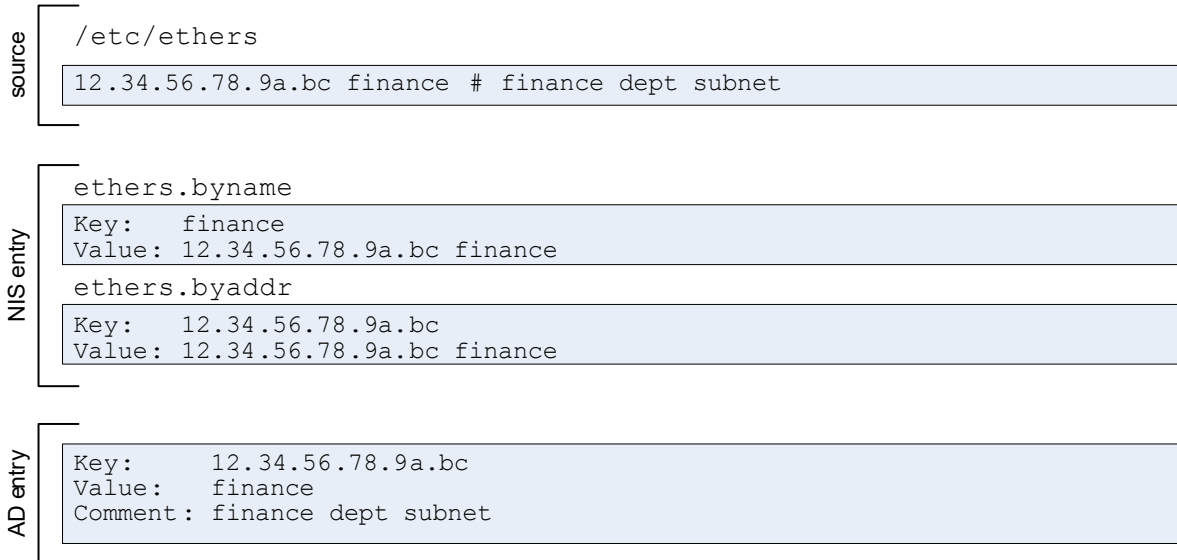 source
/etc/ethers
12.34.56.78.9a.bc finance # finance dept subnet
NIS entry
ethers.byname
Key: finance
Value: 12.34.56.78.9a.bc finance
ethers.byaddr
Key: 12.34.56.78.9a.bc
Value: 12.34.56.78.9a.bc finance
AD entry
Key: 12.34.56.78.9a.bc
Value: finance
Comment: finance dept subnet